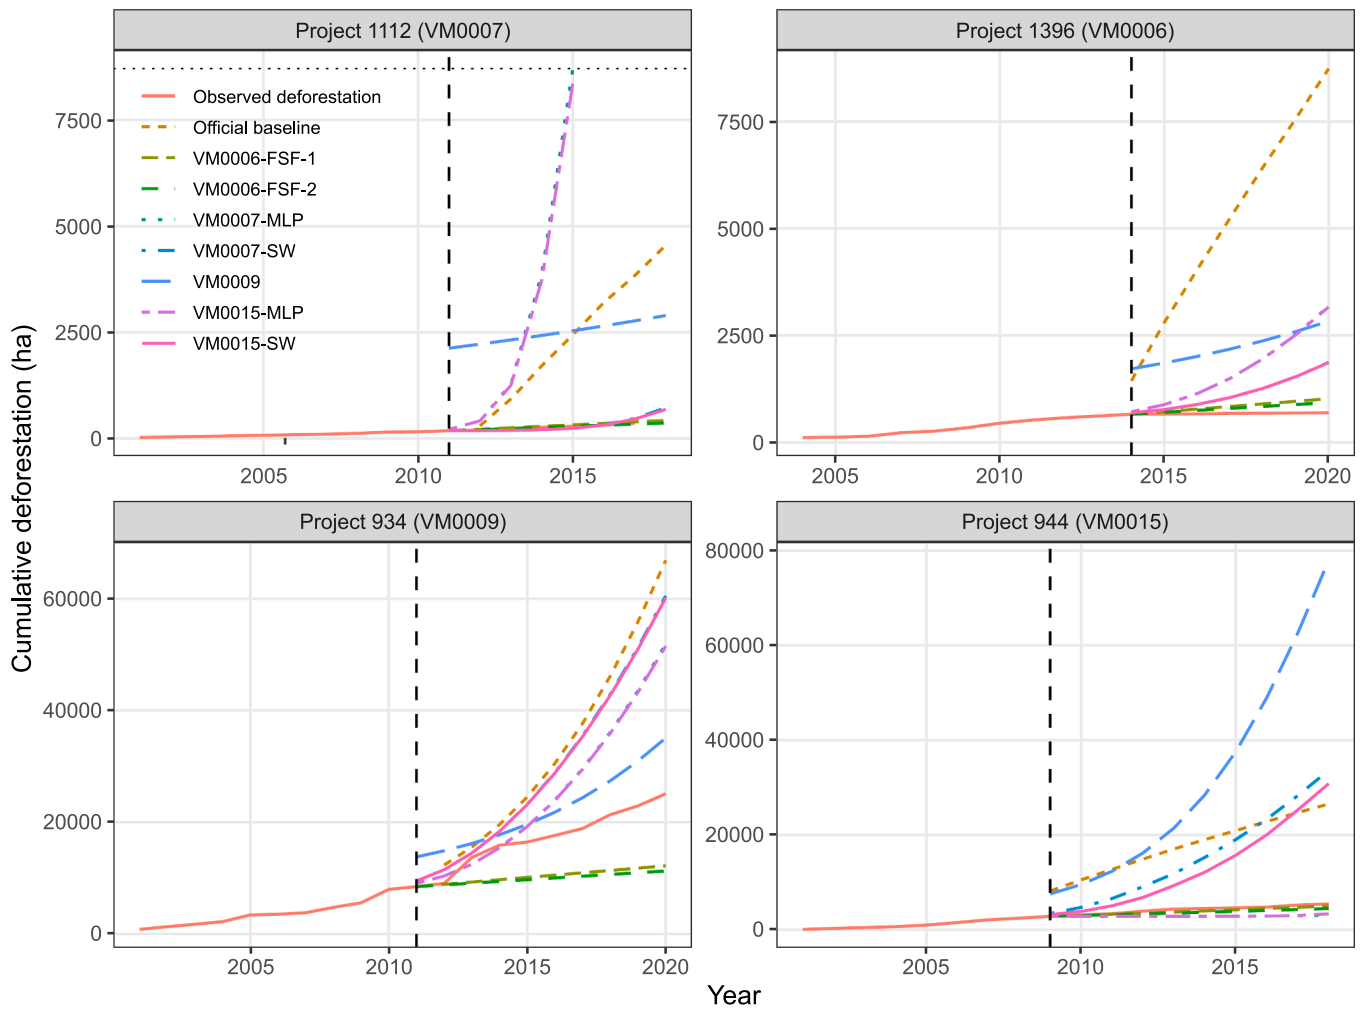 Project 1112 (VM0007)
Project 1396 (VM0006)
7500
5000
2500
0
Observed deforestation
Official baseline
VM0006-FSF-1
VM0006-FSF-2
VM0007-MLP
VM0007-SW
VM0009
VM0015-MLP
VM0015-SW
2005
2010
2015
7500
5000
2500
0
2005
2010
2015
2020
Cumulative deforestation (ha)
Project 934 (VM0009)
Project 944 (VM0015)
60000
40000
20000
0
2005
2010
2015
2020
80000
60000
40000
20000
0
2005
2010
2015
Year